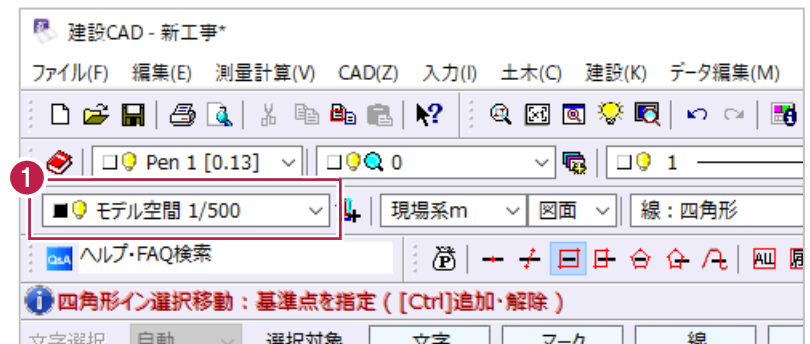 建設CAD - 新工事*
ファイル(F) 編集(E) 測量計算(V) CAD(Z) 入力(I) 土木(C) 建設(K) データ編集(M)
Pen 1 [0.13] 0 1
1
モデル空間 1/500 現場系m 図面 線:四角形
Q&A ヘルプ・FAQ検索 P ALL
四角形イン選択移動:基準点を指定 ( [Ctrl]追加・解除 )
文字選択 自動 選択対象 文字 マーク 線